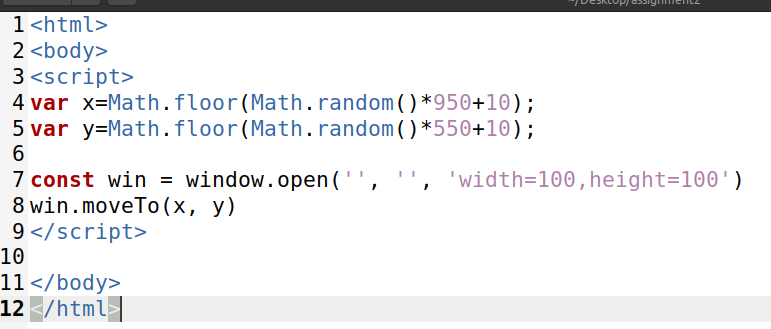 ~/Desktop/assignment2
1 <html>
2 <body>
3 <script>
4 var x=Math.floor(Math.random()*950+10);
5 var y=Math.floor(Math.random()*550+10);
6
7 const win = window.open('', '', 'width=100,height=100')
8 win.moveTo(x, y)
9 </script>
10
11 </body>
12 </html>